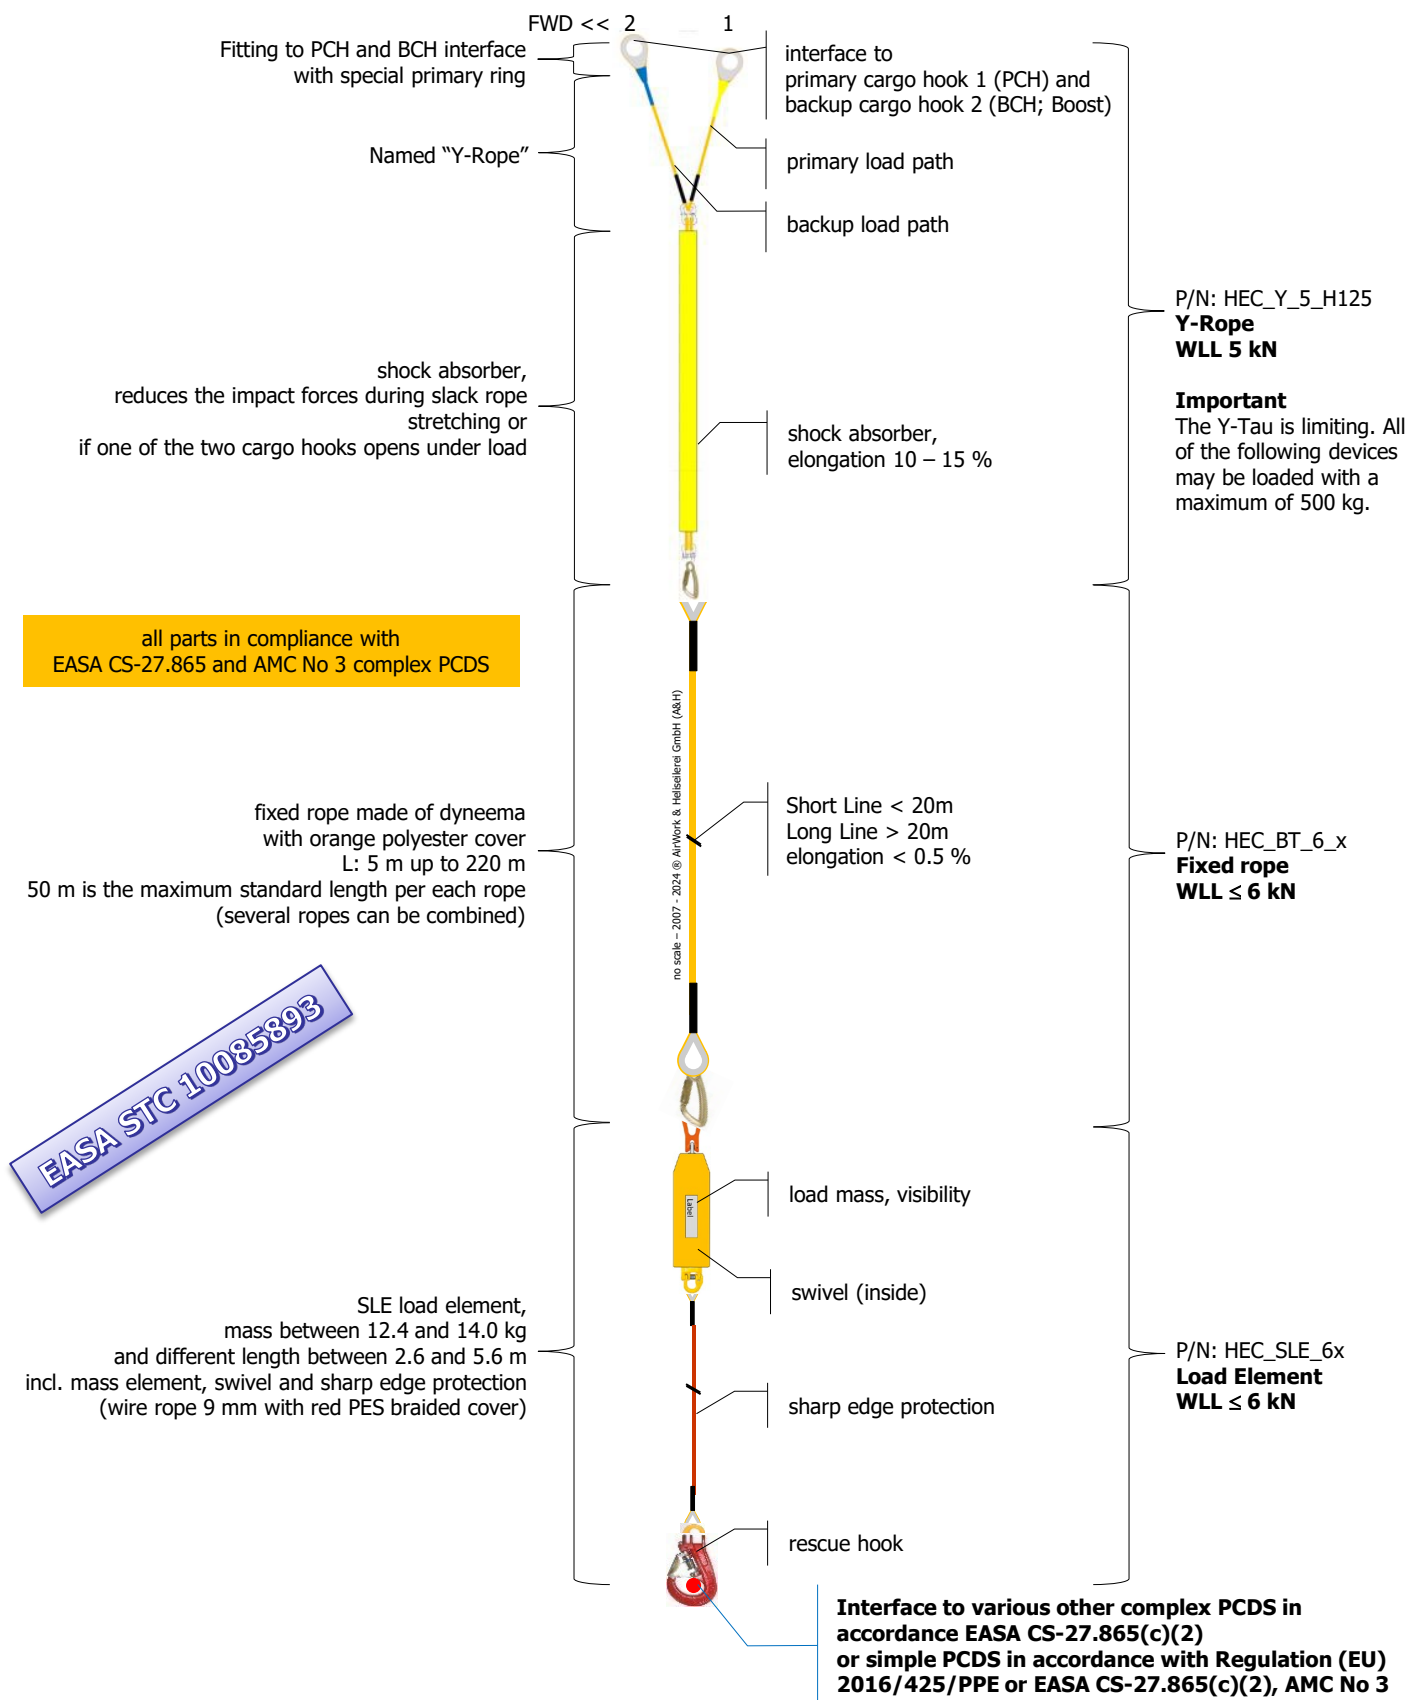 FWD << 2 1
Fitting to PCH and BCH interface
with special primary ring
interface to
primary cargo hook 1 (PCH) and
backup cargo hook 2 (BCH; Boost)
Named “Y-Rope”
primary load path
backup load path
P/N: HEC_Y_5_H125
Y-Rope
WLL 5 kN
Important
The Y-Tau is limiting. All
of the following devices
may be loaded with a
maximum of 500 kg.
shock absorber,
reduces the impact forces during slack rope
stretching or
if one of the two cargo hooks opens under load
shock absorber,
elongation 10 – 15 %
all parts in compliance with
EASA CS-27.865 and AMC No 3 complex PCDS
no scale – 2007 - 2024 ® AirWork & Heliseilerei GmbH (A&H)
fixed rope made of dyneema
with orange polyester cover
L: 5 m up to 220 m
50 m is the maximum standard length per each rope
(several ropes can be combined)
Short Line < 20m
Long Line > 20m
elongation < 0.5 %
P/N: HEC_BT_6_x
Fixed rope
WLL ≤ 6 kN
EASA STC 10085893
load mass, visibility
Label
swivel (inside)
SLE load element,
mass between 12.4 and 14.0 kg
and different length between 2.6 and 5.6 m
incl. mass element, swivel and sharp edge protection
(wire rope 9 mm with red PES braided cover)
sharp edge protection
P/N: HEC_SLE_6x
Load Element
WLL ≤ 6 kN
rescue hook
Interface to various other complex PCDS in
accordance EASA CS-27.865(c)(2)
or simple PCDS in accordance with Regulation (EU)
2016/425/PPE or EASA CS-27.865(c)(2), AMC No 3